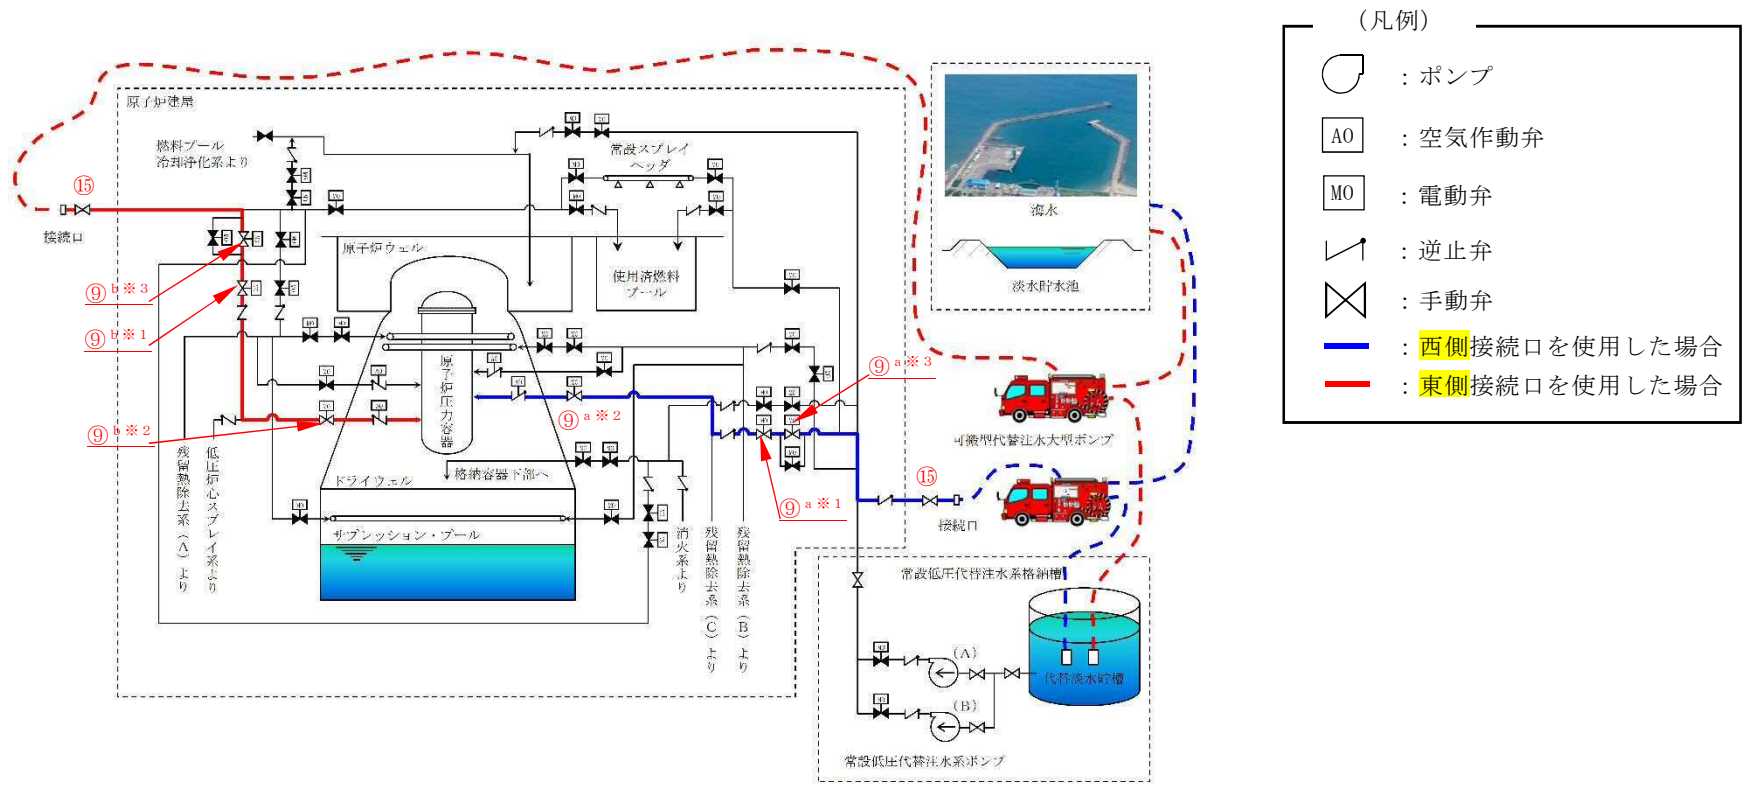 (凡例)
:ポンプ
AO
:空気作動弁
MO
:電動弁
:逆止弁
:手動弁
:西側接続口を使用した場合
:東側接続口を使用した場合
原子炉建屋
燃料プール
冷却浄化系より
常設スプレイ
ヘッダ
⑮
接続口
原子炉ウェル
使用済燃料
プール
海水
淡水貯水池
⑨b※3
⑨b※1
⑨b※2
原子炉圧力容器
⑨a※3
⑨a※2
⑨a※1
可搬型代替注水大型ポンプ
⑮
接続口
格納容器下部へ
ドライウェル
サプレッション・プール
残留熱除去系(A)より
低圧炉心スプレイ系より
消火系より
残留熱除去系(C)より
残留熱除去系(B)より
常設低圧代替注水系格納槽
(A)
(B)
代替淡水貯槽
常設低圧代替注水系ポンプ